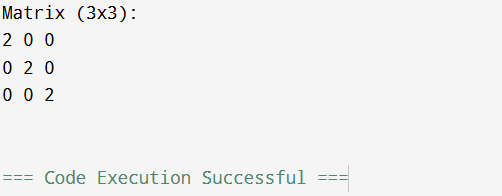 Matrix (3x3):
2 0 0
0 2 0
0 0 2
=== Code Execution Successful ===